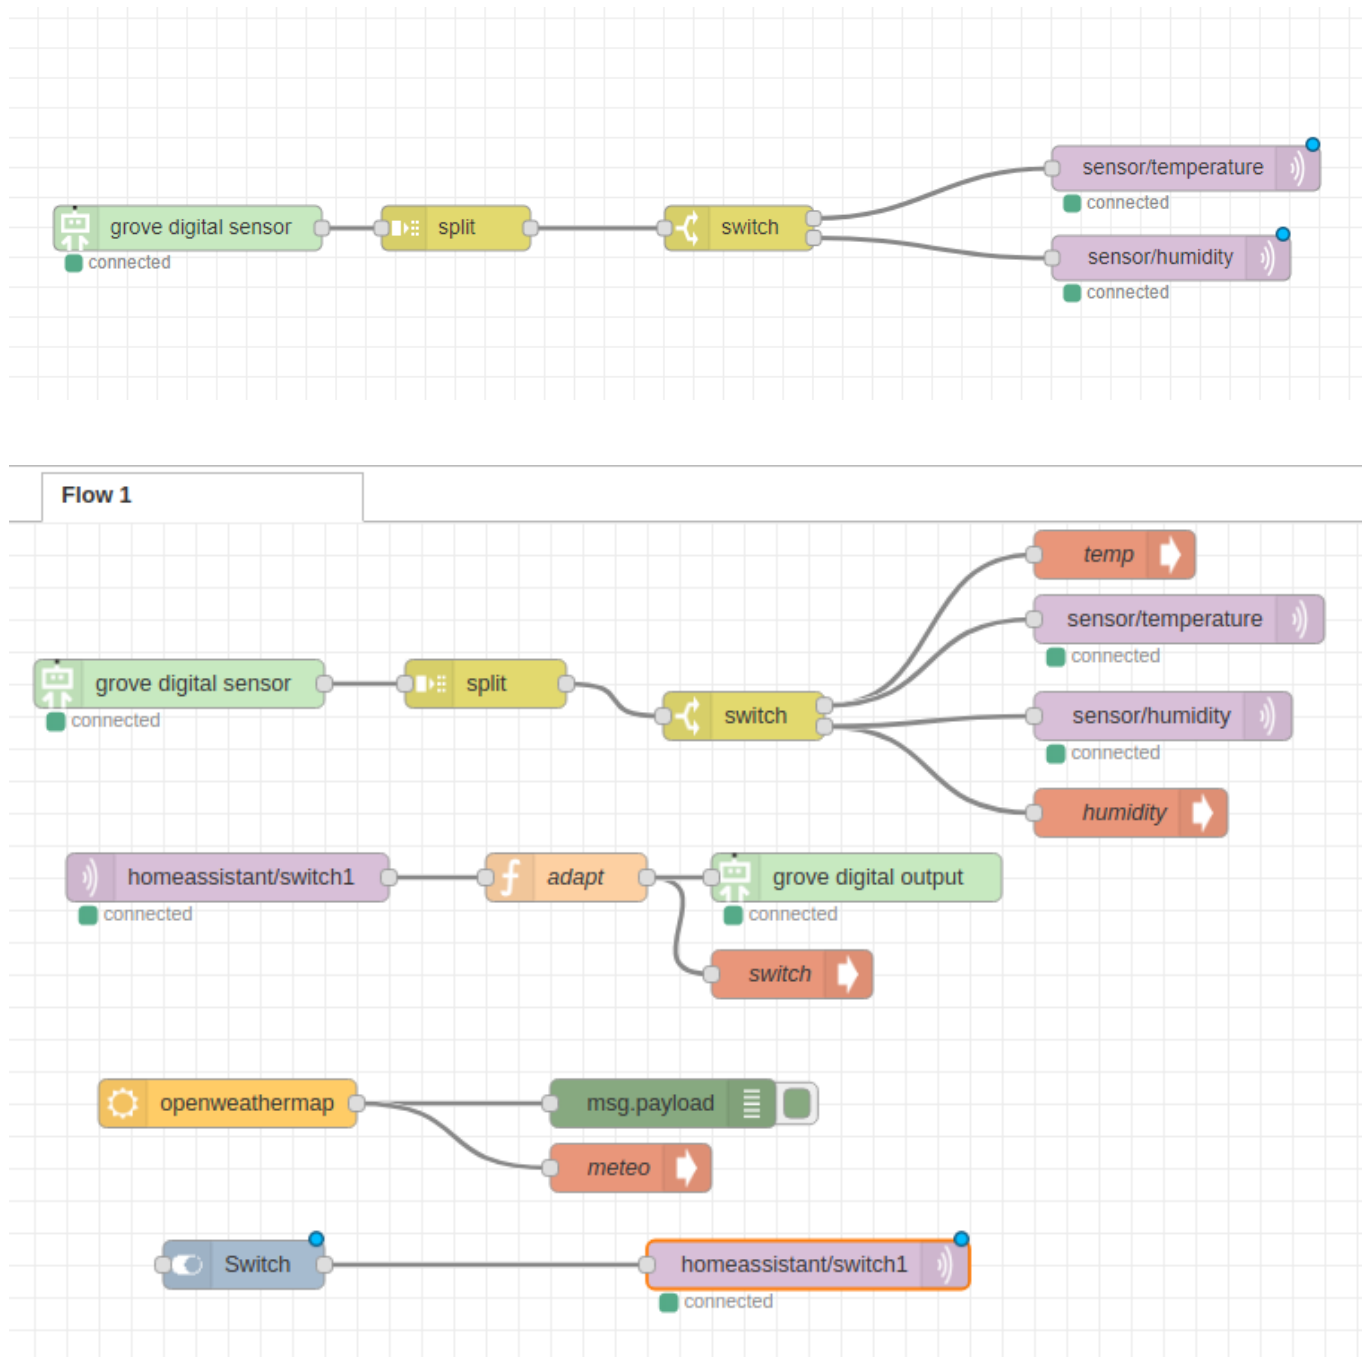 sensor/temperature
connected
grove digital sensor
split
switch
connected
sensor/humidity
connected
Flow 1
temp
sensor/temperature
connected
grove digital sensor
split
connected
switch
sensor/humidity
connected
humidity
homeassistant/switch1
adapt
grove digital output
connected
connected
switch
openweathermap
msg.payload
meteo
Switch
homeassistant/switch1
connected